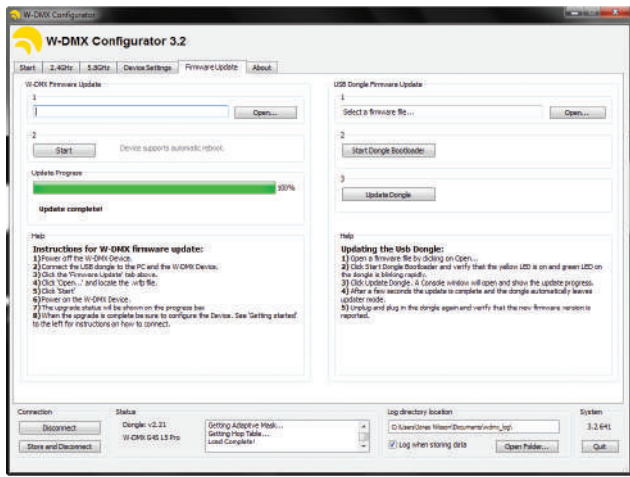 W-DMX Configurator
W-DMX Configurator 3.2
Start 2.4GHz 5.8GHz Device Settings Firmware Update About
W-DMX Firmware Update
1
Open...
2
Start
Device supports automatic reboot.
Update Progress
100%
Update complete!
Help
Instructions for W-DMX firmware update:
1)Power off the W-DMX Device.
2)Connect the USB dongle to the PC and the W-DMX Device.
3)Click the 'Firmware Update' tab above.
4)Click 'Open...' and locate the .wfp file.
5)Click 'Start'
6)Power on the W-DMX Device.
7)The upgrade status will be shown on the progress bar
8)When the upgrade is complete be sure to configure the Device. See 'Getting started'
to the left for instructions on how to connect.
USB Dongle Firmware Update
1
Select a firmware file...
Open...
2
Start Dongle Bootloader
3
Update Dongle
Help
Updating the Usb Dongle:
1) Open a firmware file by clicking on Open...
2) Click Start Dongle Bootloader and verify that the yellow LED is on and green LED on
the dongle is blinking rapidly.
3) Click Update Dongle. A Console window will open and show the update progress.
4) After a few seconds the update is complete and the dongle automatically leaves
updater mode.
5) Unplug and plug in the dongle again and verify that the new firmware version is
reported.
Connection
Disconnect
Store and Disconnect
Status
Dongle: v2.21
W-DMX G4S L5 Pro
Getting Adaptive Mask...
Getting Hop Table...
Load Complete!
Log directory location
C:\Users\Jonas Nilsson\Documents\wdmx_log\
Log when storing data
Open Folder...
System
3.2.641
Quit